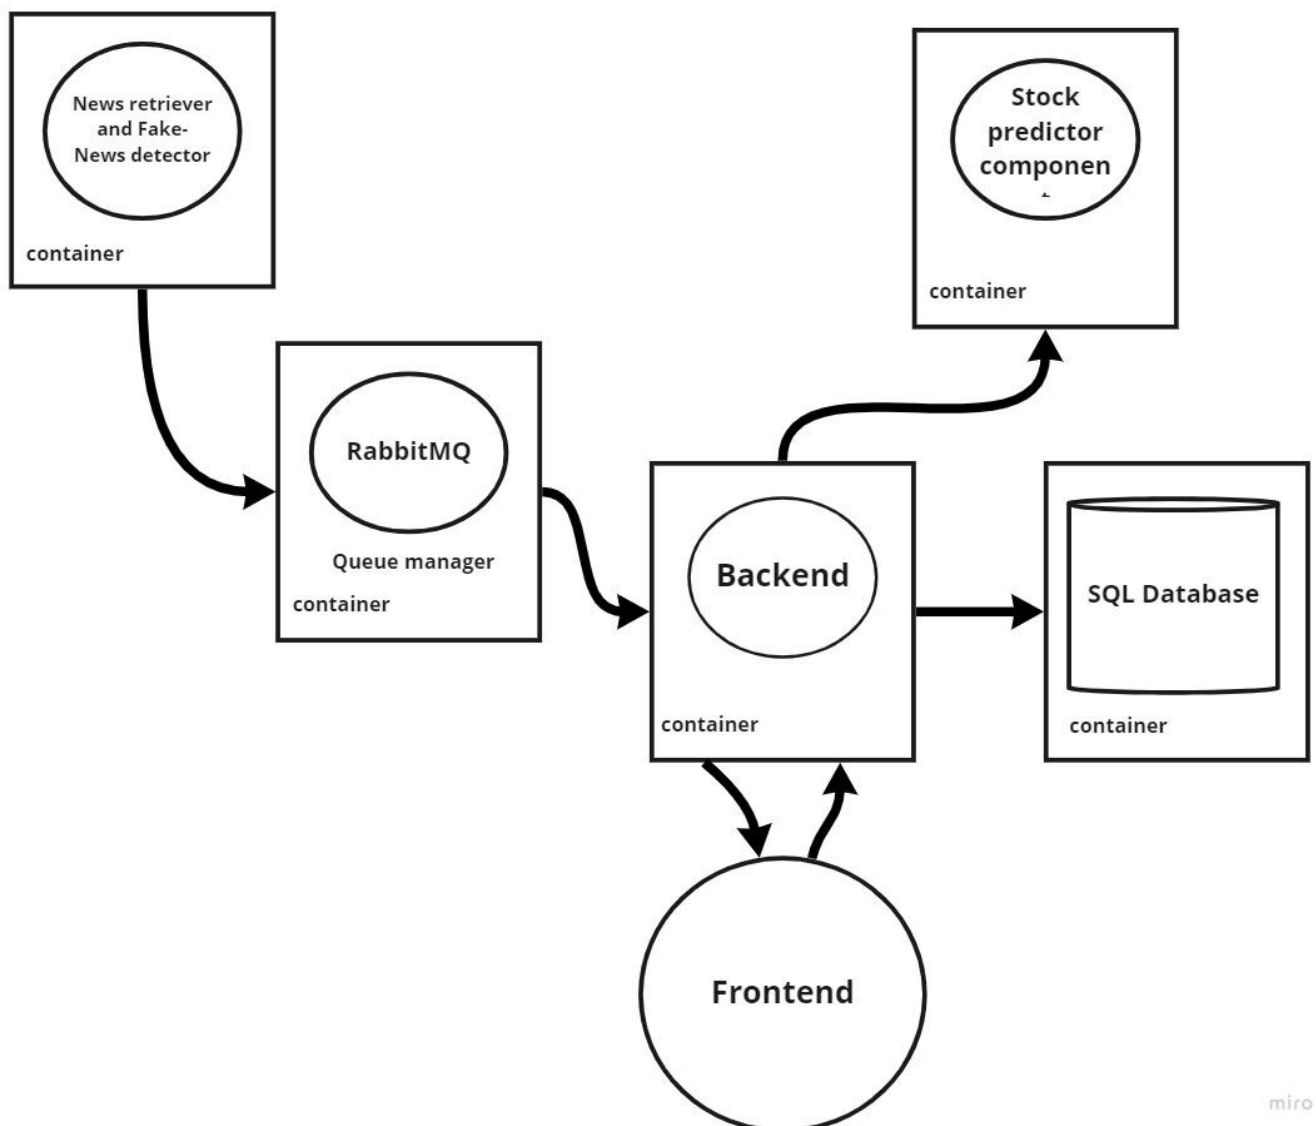 News retriever
and Fake-
News detector
container
Stock
predictor
componen
container
RabbitMQ
Queue manager
container
Backend
container
SQL Database
container
Frontend
miro